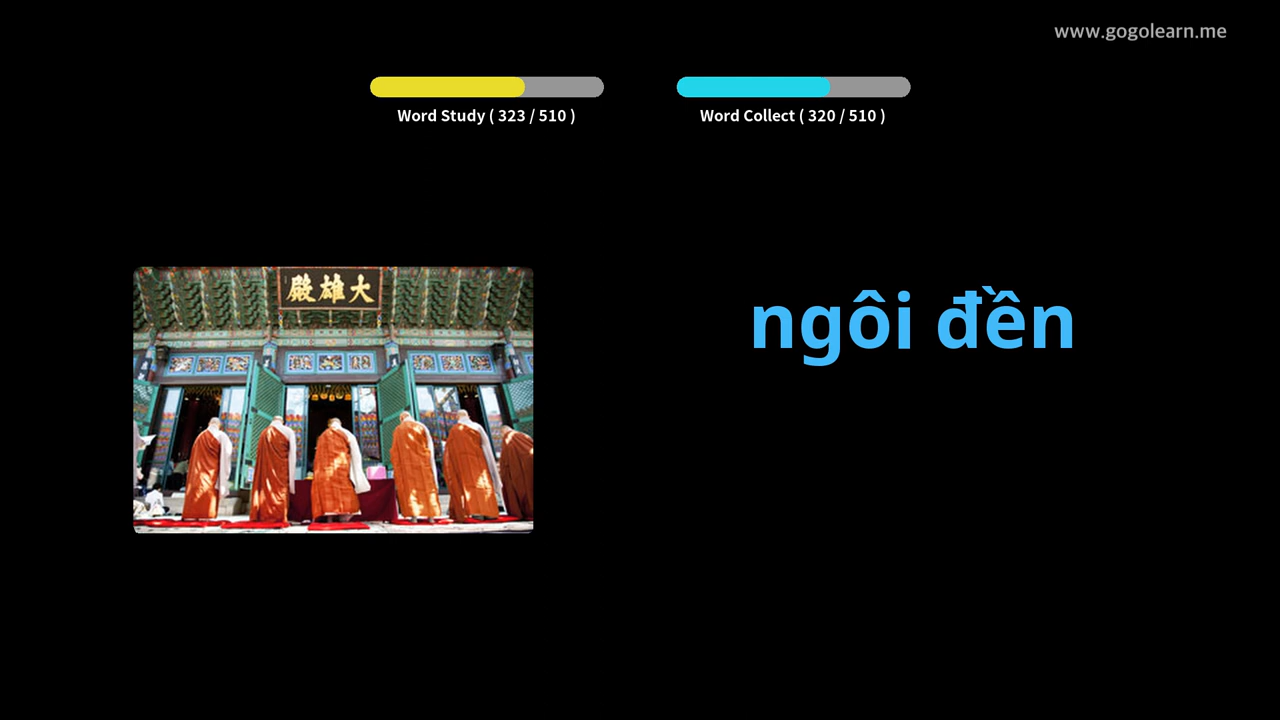 www.gogolearn.me
Word Study ( 323 / 510 )
Word Collect ( 320 / 510 )
殿雄大
ngôi đền